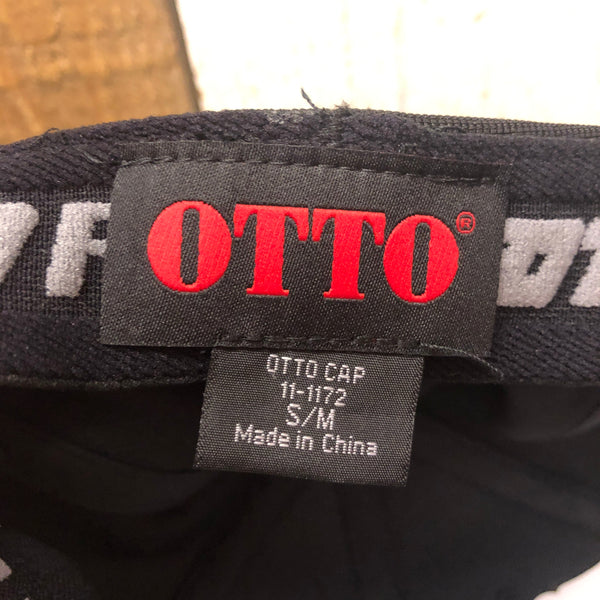 OTTO®
OTTO CAP
11-1172
S/M
Made in China